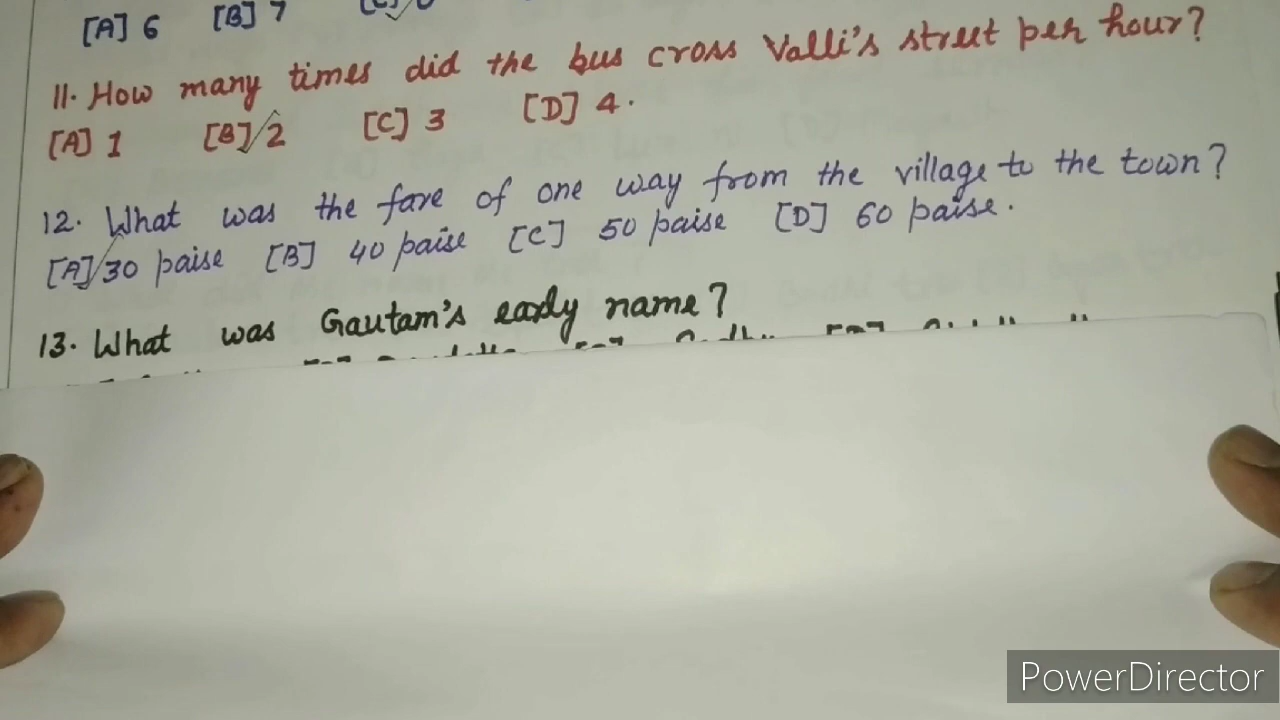 [A] 6 [B] 7
11. How many times did the bus cross Valli's street per hour?
[A] 1 [B] 2 [C] 3 [D] 4.
12. What was the fare of one way from the village to the town?
[A] 30 paise [B] 40 paise [C] 50 paise [D] 60 paise.
13. What was Gautam's early name?
PowerDirector